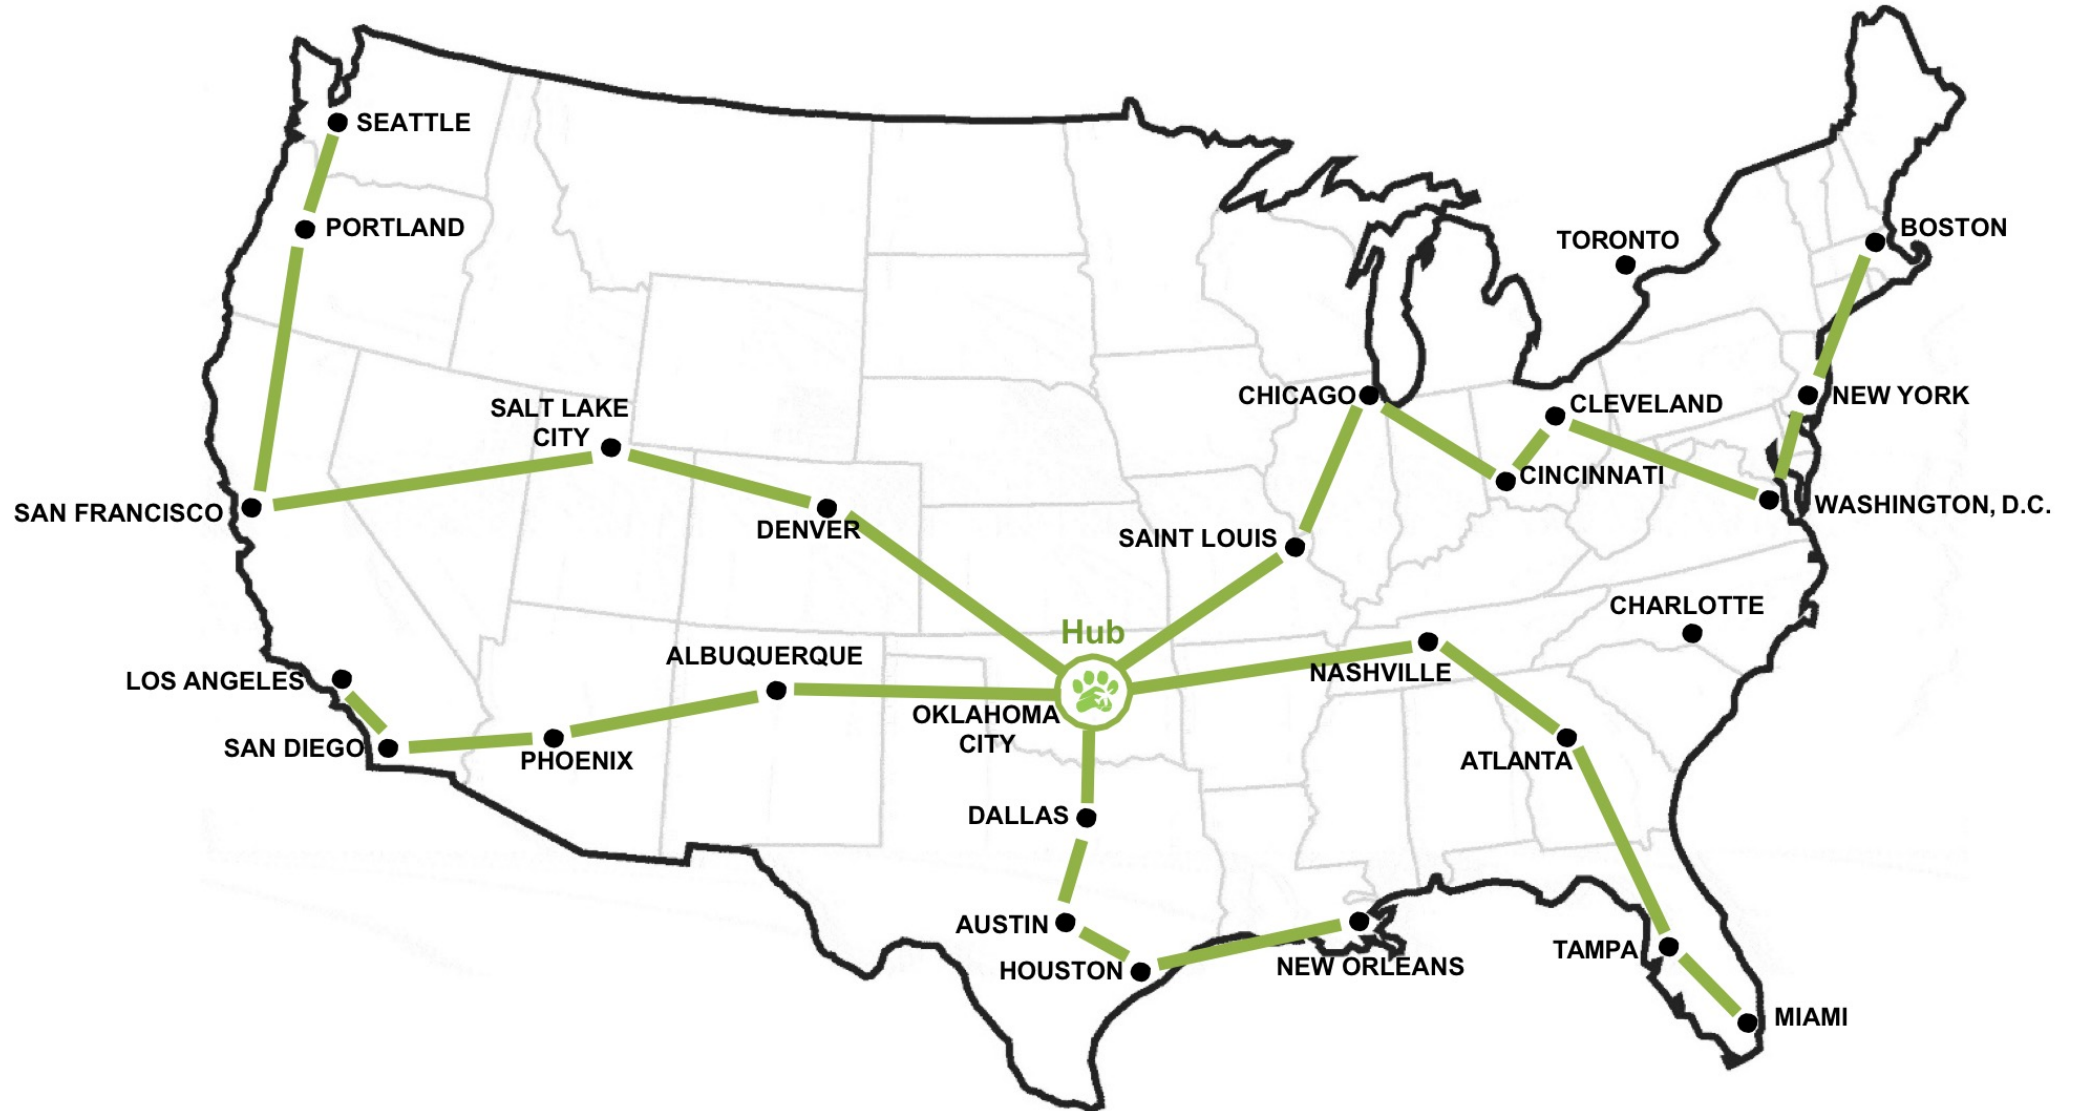 SEATTLE
PORTLAND
TORONTO
BOSTON
CHICAGO
CLEVELAND
NEW YORK
SALT LAKE
CITY
CINCINNATI
SAN FRANCISCO
DENVER
SAINT LOUIS
WASHINGTON, D.C.
CHARLOTTE
Hub
LOS ANGELES
ALBUQUERQUE
NASHVILLE
OKLAHOMA
CITY
SAN DIEGO
PHOENIX
ATLANTA
DALLAS
AUSTIN
HOUSTON
NEW ORLEANS
TAMPA
MIAMI